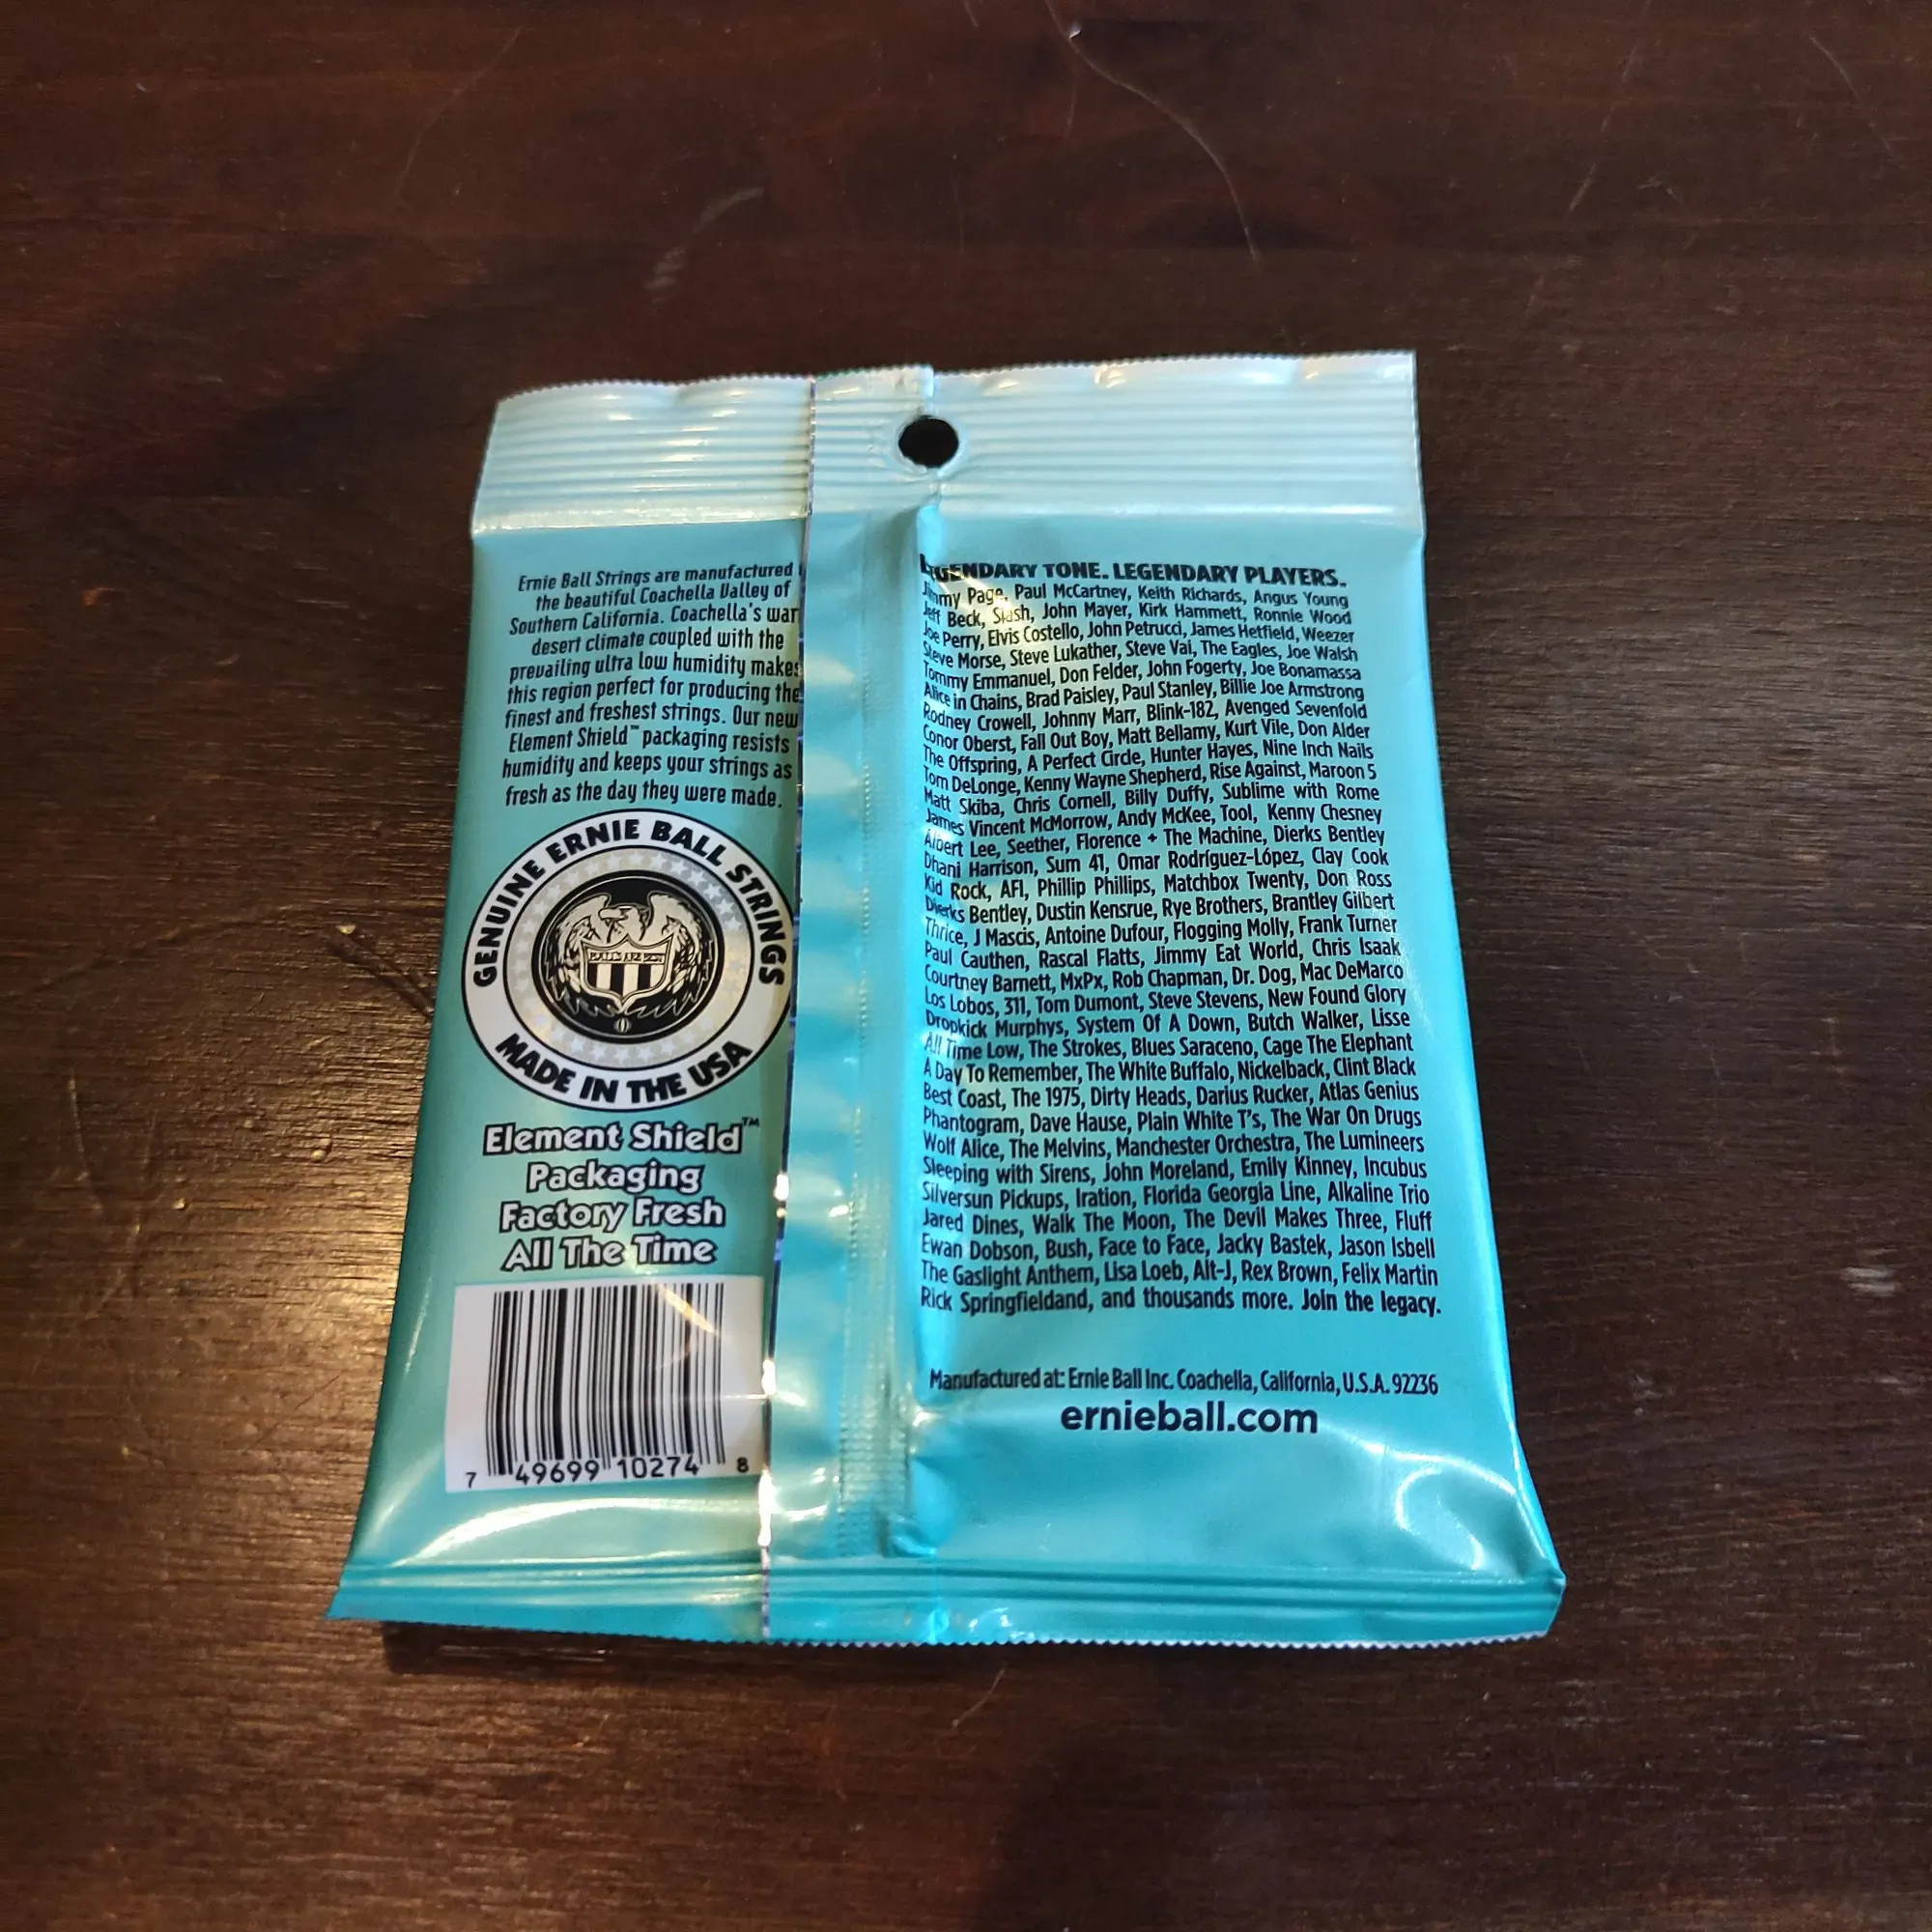 Ernie Ball Strings are manufactured
the beautiful Coachella Valley of
Southern California. Coachella's war
desert climate coupled with the
prevailing ultra low humidity makes
this region perfect for producing the
finest and freshest strings. Our new
Element Shield™ packaging resists
humidity and keeps your strings as
fresh as the day they were made.
GENUINE ERNIE BALL STRINGS
MADE IN THE USA
Element Shield™
Packaging
Factory Fresh
All The Time
7 49699 10274 8
LEGENDARY TONE. LEGENDARY PLAYERS.
Jimmy Page, Paul McCartney, Keith Richards, Angus Young
Jeff Beck, Slash, John Mayer, Kirk Hammett, Ronnie Wood
Joe Perry, Elvis Costello, John Petrucci, James Hetfield, Weezer
Steve Morse, Steve Lukather, Steve Vai, The Eagles, Joe Walsh
Tommy Emmanuel, Don Felder, John Fogerty, Joe Bonamassa
Alice in Chains, Brad Paisley, Paul Stanley, Billie Joe Armstrong
Rodney Crowell, Johnny Marr, Blink-182, Avenged Sevenfold
Conor Oberst, Fall Out Boy, Matt Bellamy, Kurt Vile, Don Alder
The Offspring, A Perfect Circle, Hunter Hayes, Nine Inch Nails
Tom DeLonge, Kenny Wayne Shepherd, Rise Against, Maroon 5
Matt Skiba, Chris Cornell, Billy Duffy, Sublime with Rome
James Vincent McMorrow, Andy McKee, Tool, Kenny Chesney
Albert Lee, Seether, Florence + The Machine, Dierks Bentley
Dhani Harrison, Sum 41, Omar Rodríguez-López, Clay Cook
Kid Rock, AFI, Phillip Phillips, Matchbox Twenty, Don Ross
Dierks Bentley, Dustin Kensrue, Rye Brothers, Brantley Gilbert
Thrice, J Mascis, Antoine Dufour, Flogging Molly, Frank Turner
Paul Cauthen, Rascal Flatts, Jimmy Eat World, Chris Isaak
Courtney Barnett, MxPx, Rob Chapman, Dr. Dog, Mac DeMarco
Los Lobos, 311, Tom Dumont, Steve Stevens, New Found Glory
Dropkick Murphys, System Of A Down, Butch Walker, Lisse
All Time Low, The Strokes, Blues Saraceno, Cage The Elephant
A Day To Remember, The White Buffalo, Nickelback, Clint Black
Best Coast, The 1975, Dirty Heads, Darius Rucker, Atlas Genius
Phantogram, Dave Hause, Plain White T's, The War On Drugs
Wolf Alice, The Melvins, Manchester Orchestra, The Lumineers
Sleeping with Sirens, John Moreland, Emily Kinney, Incubus
Silversun Pickups, Iration, Florida Georgia Line, Alkaline Trio
Jared Dines, Walk The Moon, The Devil Makes Three, Fluff
Ewan Dobson, Bush, Face to Face, Jacky Bastek, Jason Isbell
The Gaslight Anthem, Lisa Loeb, Alt-J, Rex Brown, Felix Martin
Rick Springfieldand, and thousands more. Join the legacy.
Manufactured at: Ernie Ball Inc. Coachella, California, U.S.A. 92236
ernieball.com